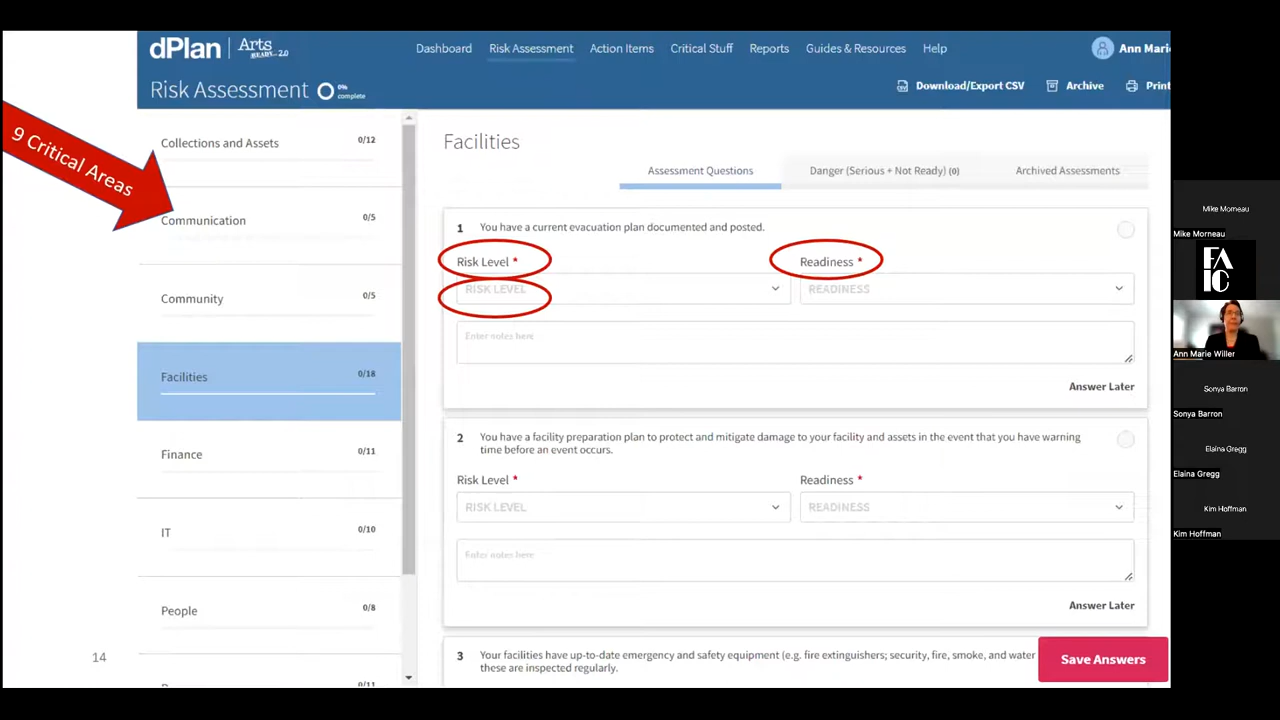 dPlan Arts READY 2.0
Dashboard Risk Assessment Action Items Critical Stuff Reports Guides & Resources Help Ann Marie
Risk Assessment 0% complete
Download/Export CSV Archive Print
9 Critical Areas
Collections and Assets 0/12
Communication 0/5
Community 0/5
Facilities 0/18
Finance 0/11
IT 0/10
People 0/8
0/11
14
Facilities
Assessment Questions Danger (Serious + Not Ready) (0) Archived Assessments
1 You have a current evacuation plan documented and posted.
Risk Level * Readiness *
RISK LEVEL READINESS
Enter notes here
Answer Later
2 You have a facility preparation plan to protect and mitigate damage to your facility and assets in the event that you have warning
time before an event occurs.
Risk Level * Readiness *
RISK LEVEL READINESS
Enter notes here
Answer Later
3 Your facilities have up-to-date emergency and safety equipment (e.g. fire extinguishers; security, fire, smoke, and water
these are inspected regularly.
Save Answers
Mike Morneau
Mike Morneau
FAIC
Ann Marie Willer
Sonya Barron
Sonya Barron
Elaina Gregg
Elaina Gregg
Kim Hoffman
Kim Hoffman